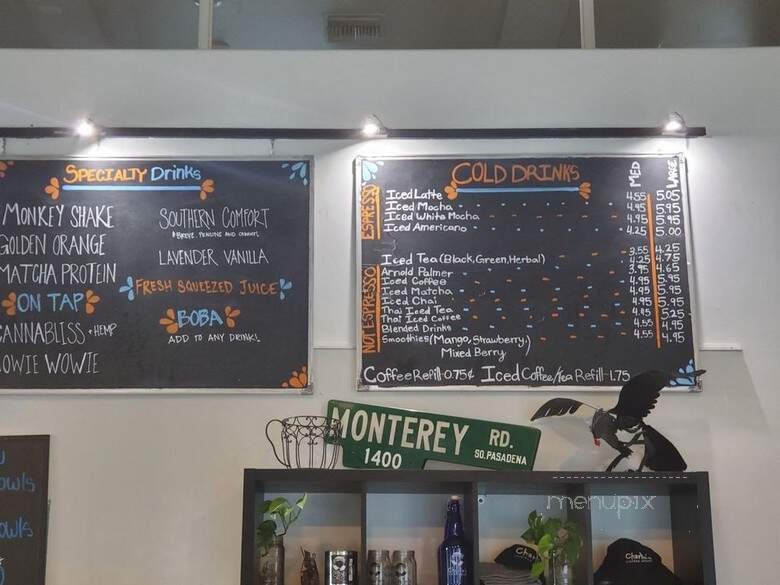 SPECIALTY Drinks
MONKEY SHAKE
GOLDEN ORANGE
MATCHA PROTEIN
ON TAP
CANNABLISS + HEMP
OWIE WOWIE
SOUTHERN COMFORT
LAVENDER VANILLA
FRESH SQUEEZED JUICE
BOBA
ADD TO ANY DRINK!
COLD DRINKS
MED
LARGE
ESPRESSO
Iced Latte 4.55 5.05
Iced Mocha 4.95 5.95
Iced White Mocha 4.95 5.95
Iced Americano 4.25 5.00
NOT ESPRESSO
Iced Tea (Black, Green, Herbal) 3.55 4.25
Arnold Palmer 4.25 4.75
Iced Coffee 3.95 4.65
Iced Matcha 4.95 5.95
Iced Chai 4.95 5.95
Thai Iced Tea
Thai Iced Coffee 5.25
Blended Drinks 4.55 4.95
Smoothies (Mango, Strawberry,) 4.55 4.95
Mixed Berry
Coffee Refill-0.75¢ Iced Coffee/tea Refill-1.75
MONTEREY RD.
1400 SO. PASADENA
menupix